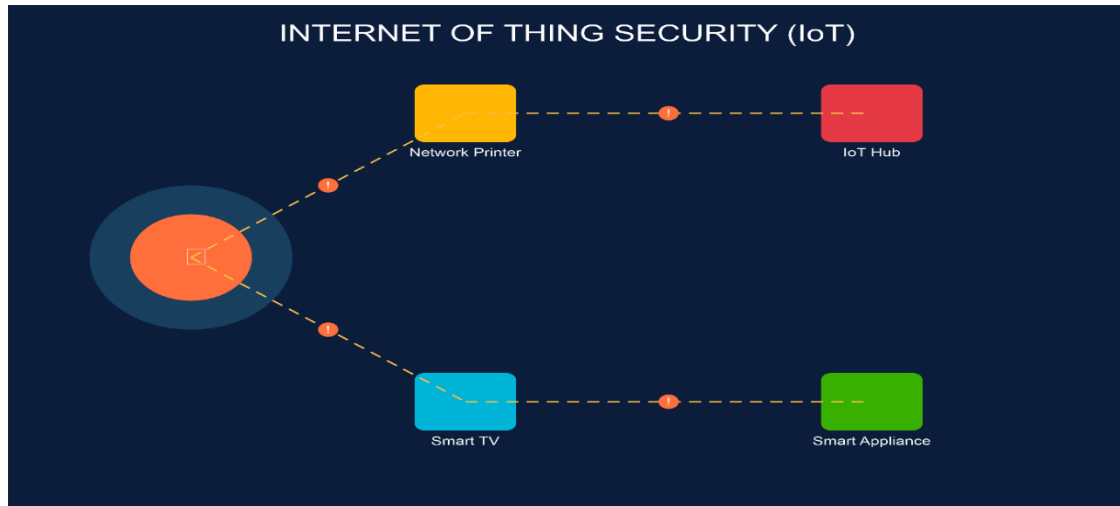 INTERNET OF THING SECURITY (IoT)
!
Network Printer
IoT Hub
!
!
Smart TV
!
Smart Appliance